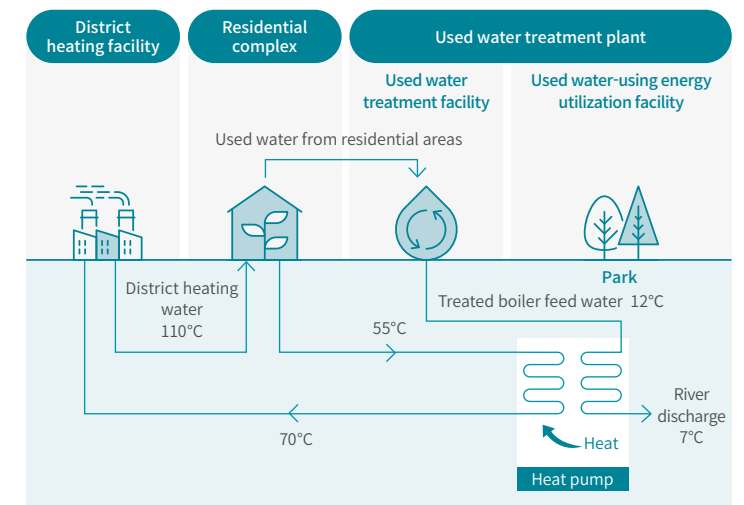 District
heating facility
Residential
complex
Used water treatment plant
Used water
treatment facility
Used water-using energy
utilization facility
Used water from residential areas
Park
District heating
water
110°C
Treated boiler feed water 12°C
55°C
River
discharge
7°C
70°C
Heat
Heat pump